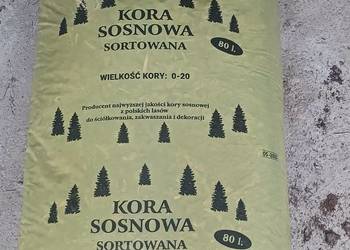 KORA
SOSNOWA
SORTOWANA
80 l.
WIELKOŚĆ KORY: 0-20
Producent najwyższej jakości kory sosnowej
z polskich lasów
do ściółkowania, zakwaszania i dekoracji
KORA
SOSNOWA
SORTOWANA
80 l.